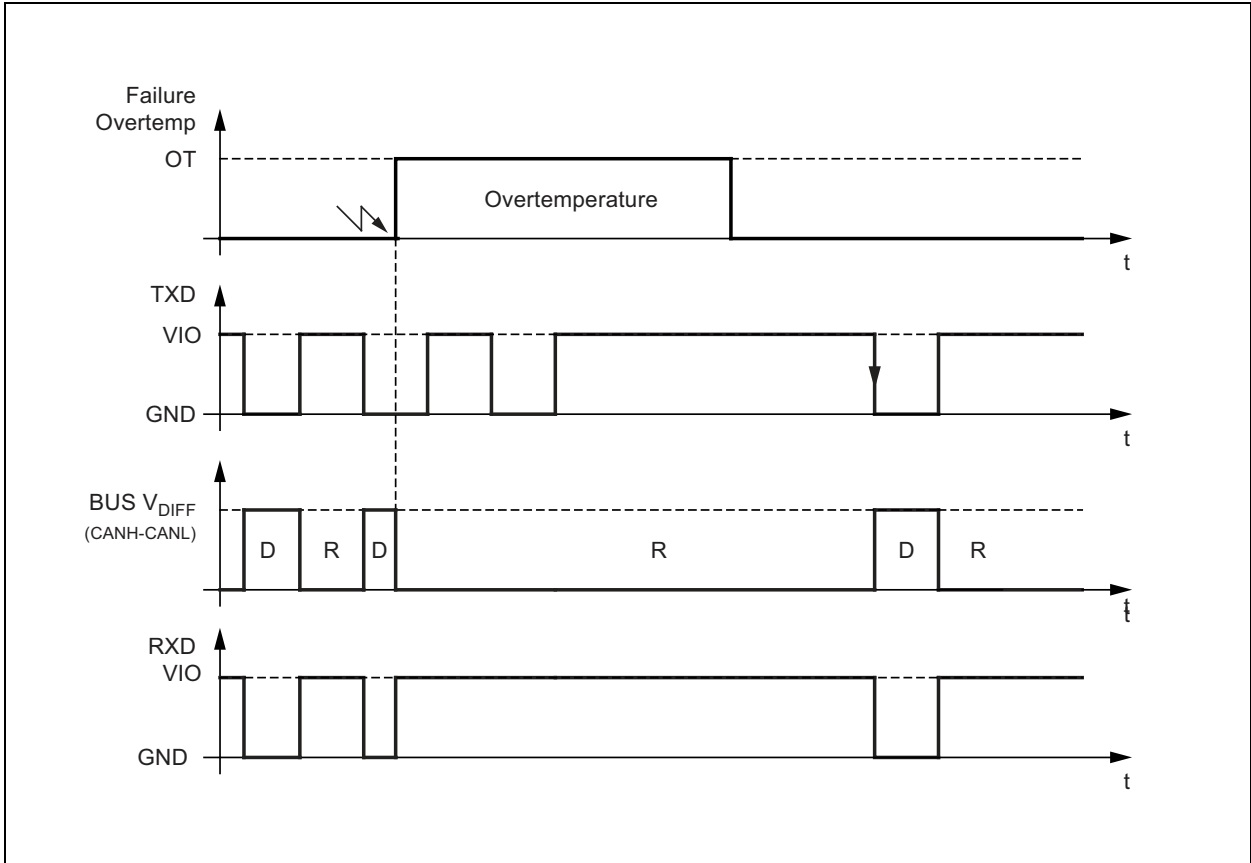 Failure
Overtemp
OT
Overtemperature
t
TXD
VIO
GND
t
BUS VDIFF
(CANH-CANL)
D R D R D R
t
t
RXD
VIO
GND
t